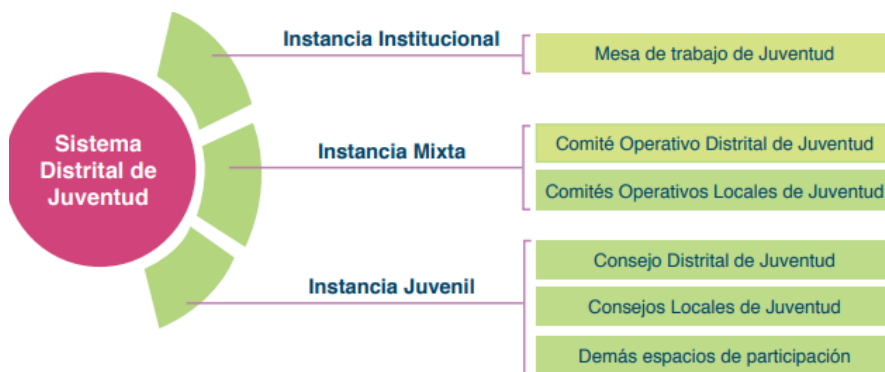 Sistema
Distrital de
Juventud
Instancia Institucional
Mesa de trabajo de Juventud
Instancia Mixta
Comité Operativo Distrital de Juventud
Comités Operativos Locales de Juventud
Instancia Juvenil
Consejo Distrital de Juventud
Consejos Locales de Juventud
Demás espacios de participación